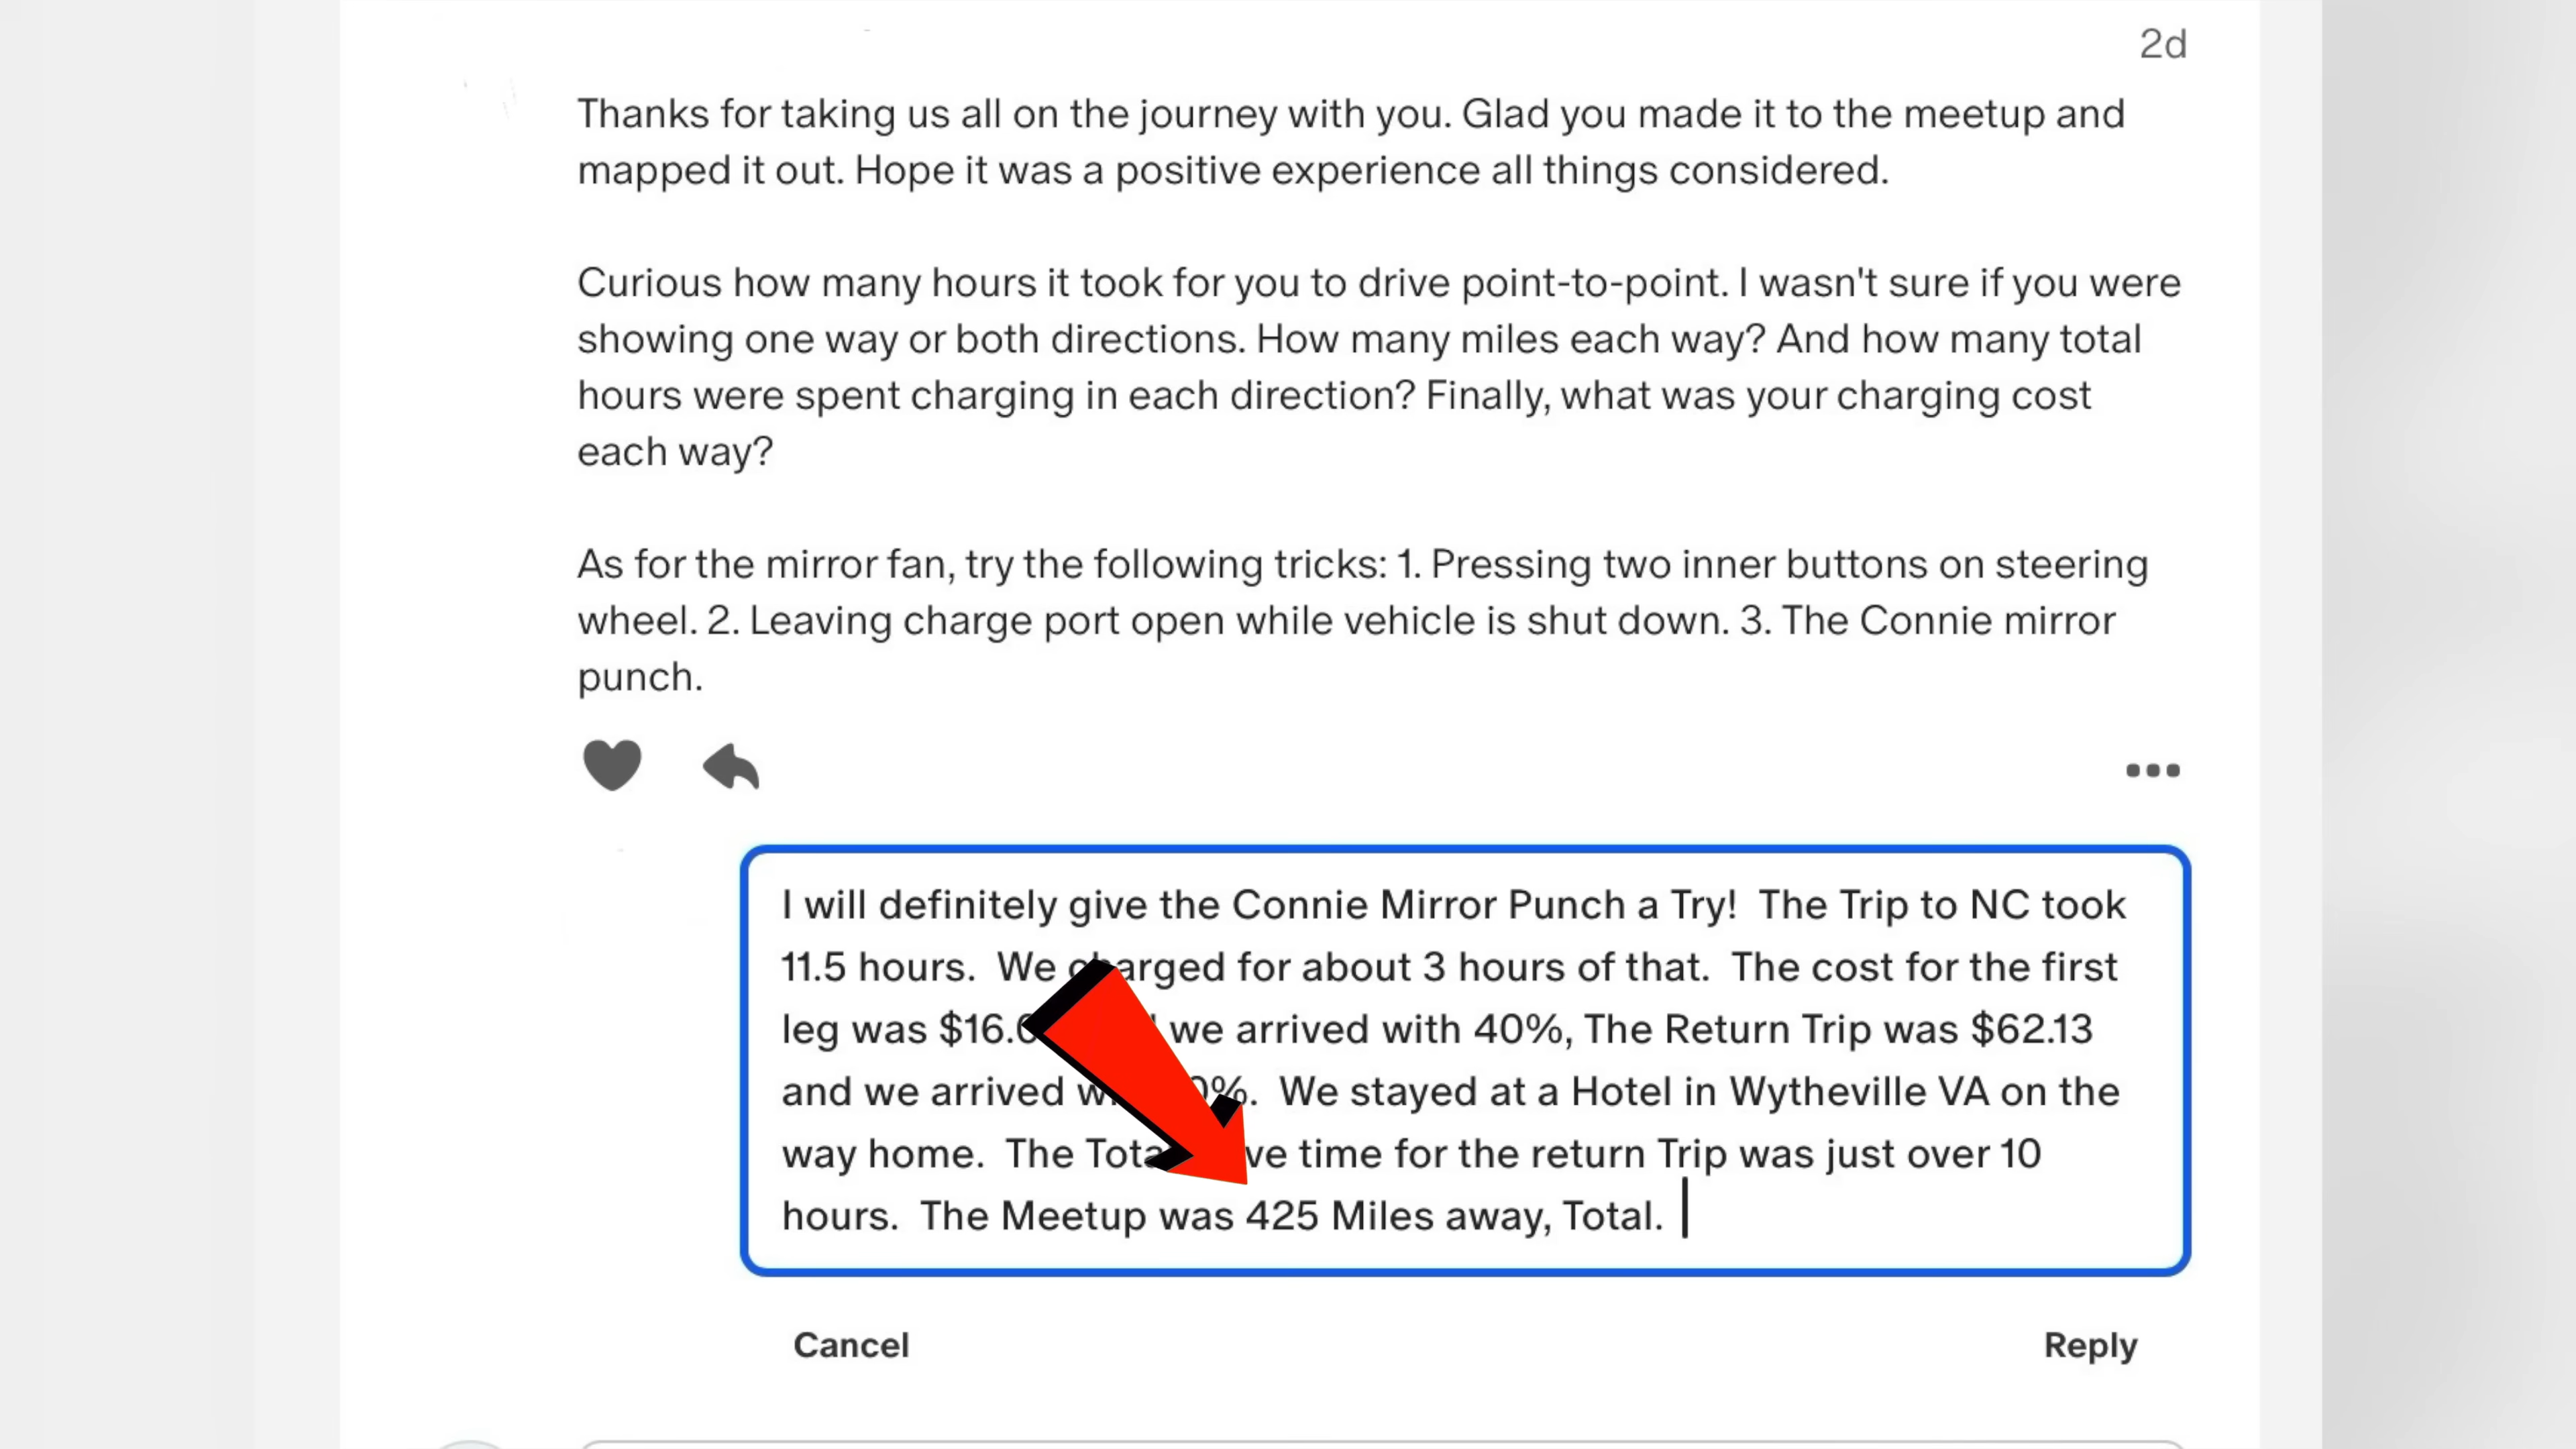 2d
Thanks for taking us all on the journey with you. Glad you made it to the meetup and
mapped it out. Hope it was a positive experience all things considered.
Curious how many hours it took for you to drive point-to-point. I wasn't sure if you were
showing one way or both directions. How many miles each way? And how many total
hours were spent charging in each direction? Finally, what was your charging cost
each way?
As for the mirror fan, try the following tricks: 1. Pressing two inner buttons on steering
wheel. 2. Leaving charge port open while vehicle is shut down. 3. The Connie mirror
punch.
I will definitely give the Connie Mirror Punch a Try! The Trip to NC took
11.5 hours. We charged for about 3 hours of that. The cost for the first
leg was we arrived with 40%, The Return Trip was $62.13
and we arrived We stayed at a Hotel in Wytheville VA on the
way home. The time for the return Trip was just over 10
hours. The Meetup was 425 Miles away, Total.
Cancel Reply